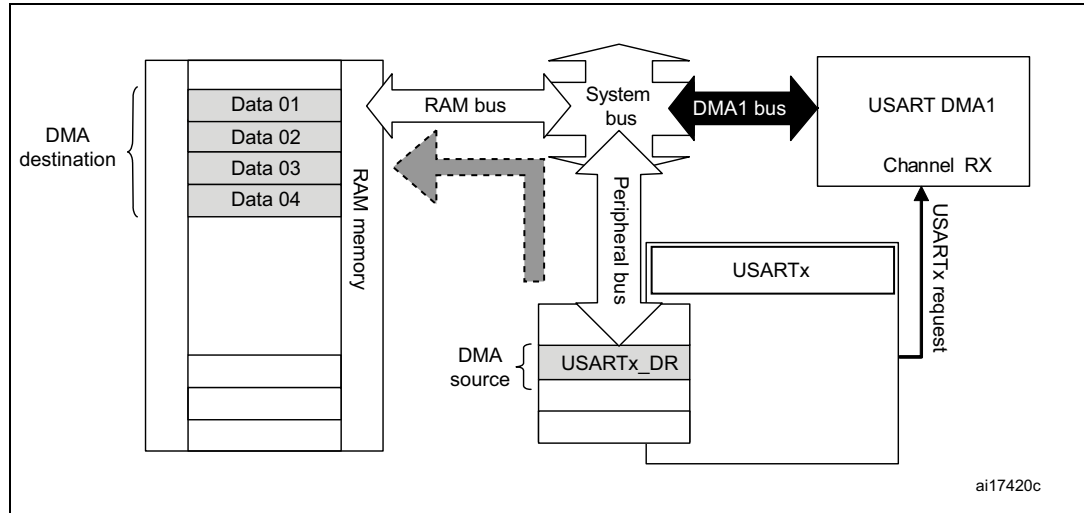 DMA
destination
Data 01
Data 02
Data 03
Data 04
RAM memory
RAM bus
System
bus
DMA1 bus
USART DMA1
Channel RX
USARTx request
Peripheral bus
USARTx
DMA
source
USARTx_DR
ai17420c